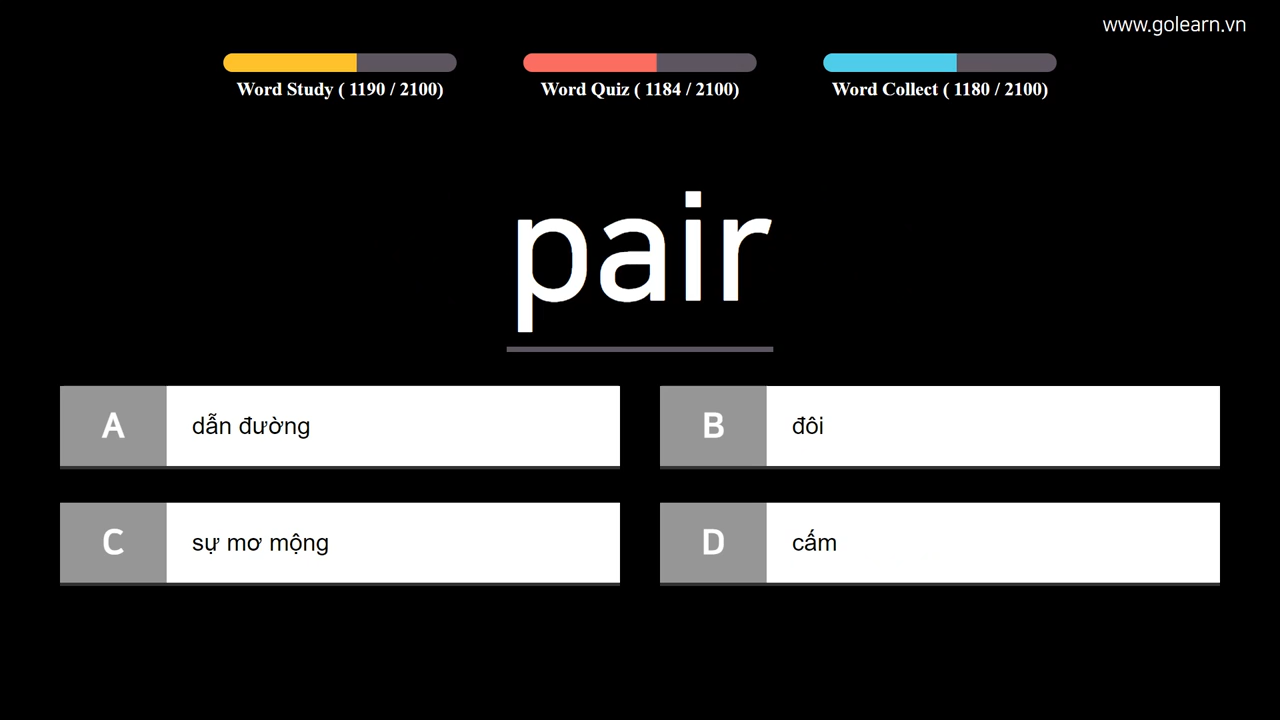 www.golearn.vn
Word Study ( 1190 / 2100)
Word Quiz ( 1184 / 2100)
Word Collect ( 1180 / 2100)
pair
A dẫn đường
B đôi
C sự mơ mộng
D cấm